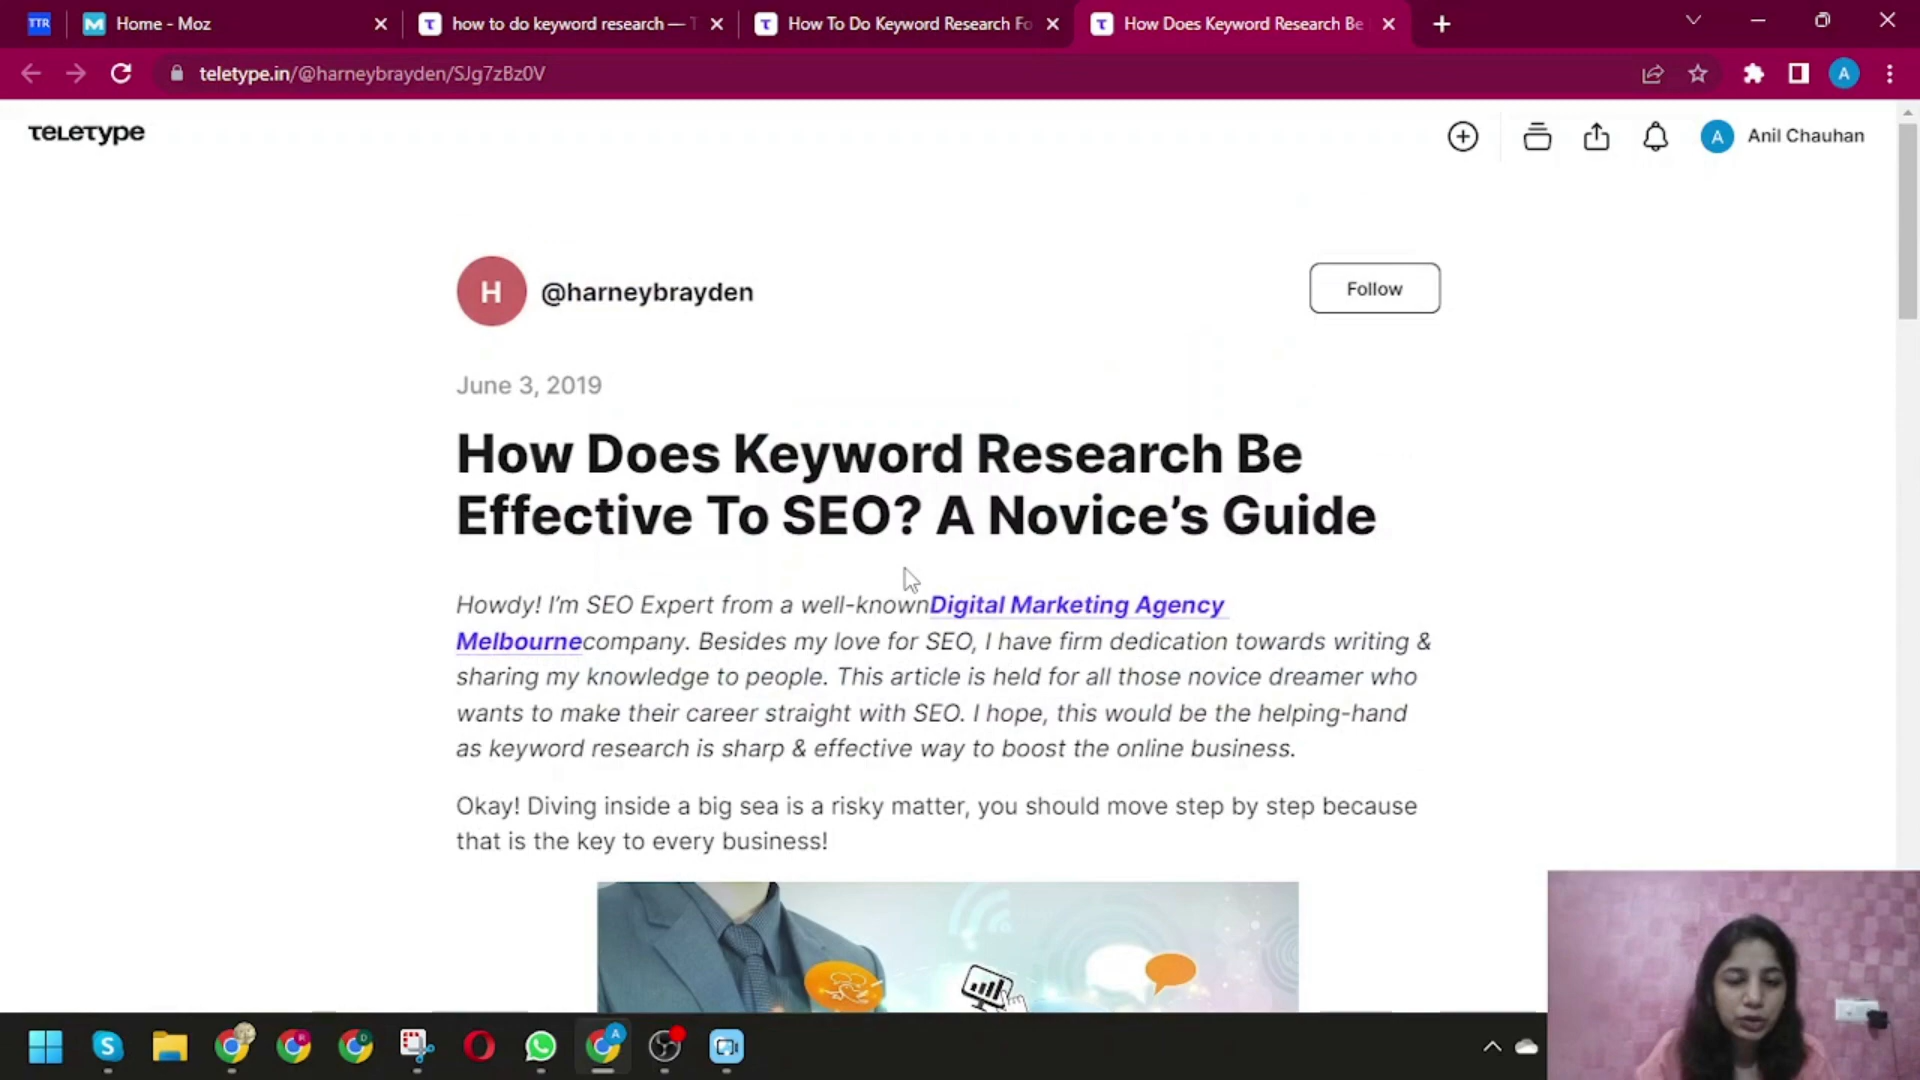 TTR
Home - Moz
how to do keyword research — T
How To Do Keyword Research Fo
How Does Keyword Research Be
teletype.in/@harneybrayden/SJg7zBz0V
A
TELETYPE
A
Anil Chauhan
H
@harneybrayden
Follow
June 3, 2019
How Does Keyword Research Be
Effective To SEO? A Novice’s Guide
Howdy! I’m SEO Expert from a well-knownDigital Marketing Agency
Melbournecompany. Besides my love for SEO, I have firm dedication towards writing &
sharing my knowledge to people. This article is held for all those novice dreamer who
wants to make their career straight with SEO. I hope, this would be the helping-hand
as keyword research is sharp & effective way to boost the online business.
Okay! Diving inside a big sea is a risky matter, you should move step by step because
that is the key to every business!